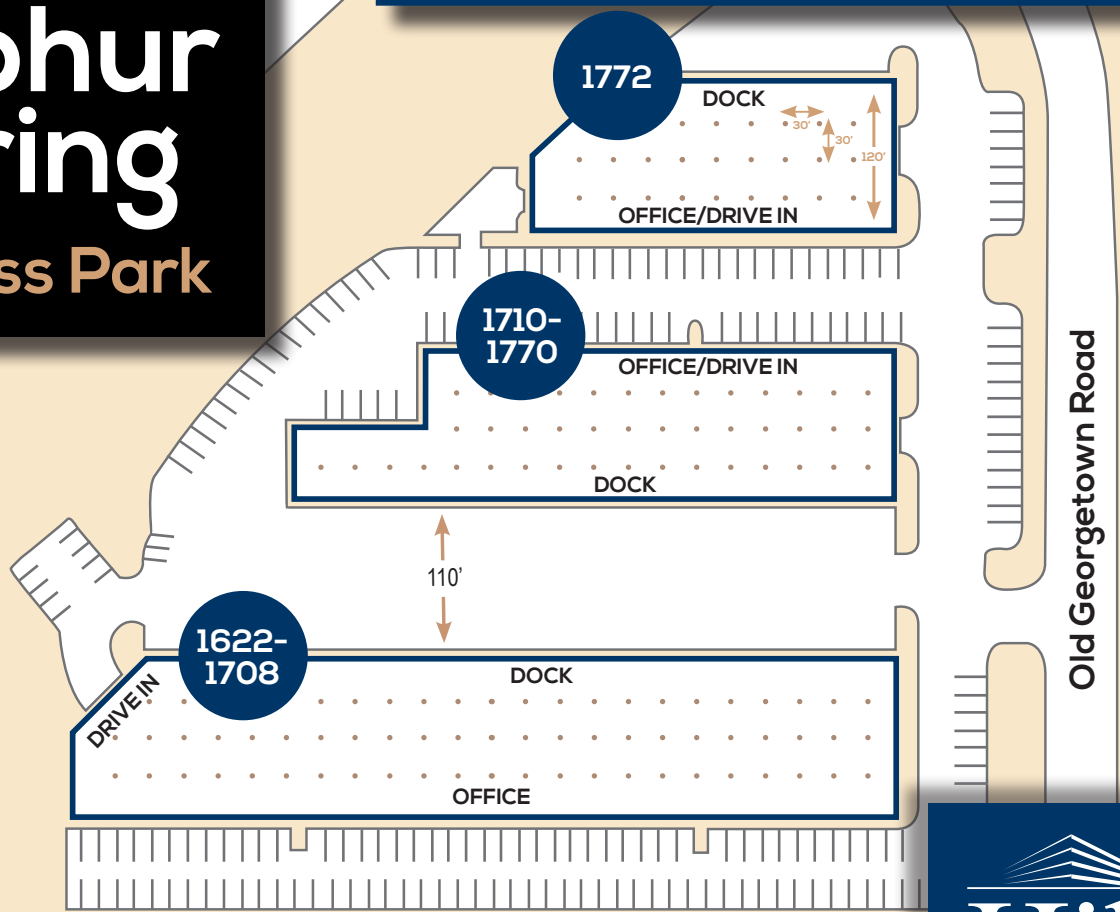 phur
ring
ss Park
1772
DOCK
30'
30'
120'
OFFICE/DRIVE IN
1710-
1770
OFFICE/DRIVE IN
DOCK
110'
Old Georgetown Road
1622-
1708
DOCK
DRIVE IN
OFFICE